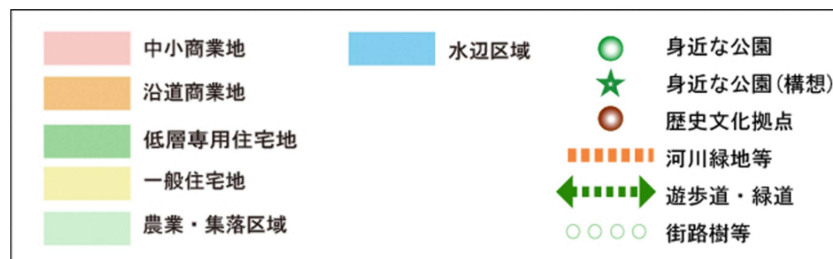 中小商業地
沿道商業地
低層専用住宅地
一般住宅地
農業・集落区域
水辺区域
身近な公園
身近な公園(構想)
歴史文化拠点
河川緑地等
遊歩道・緑道
街路樹等